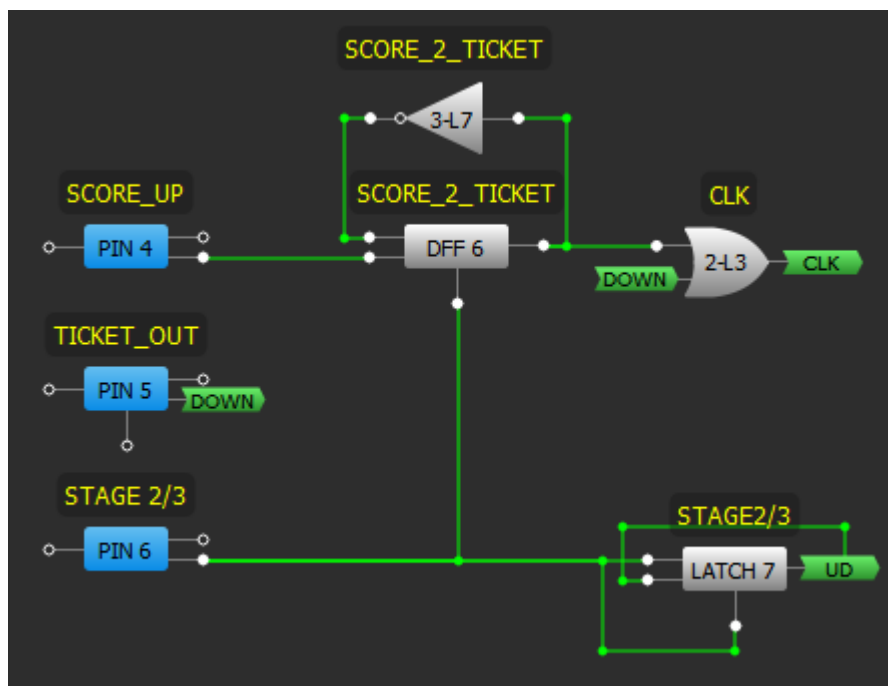 SCORE_2_TICKET
3-L7
SCORE_UP
SCORE_2_TICKET
CLK
PIN 4
DFF 6
2-L3
CLK
DOWN
TICKET_OUT
PIN 5
DOWN
STAGE 2/3
STAGE2/3
PIN 6
LATCH 7
UD